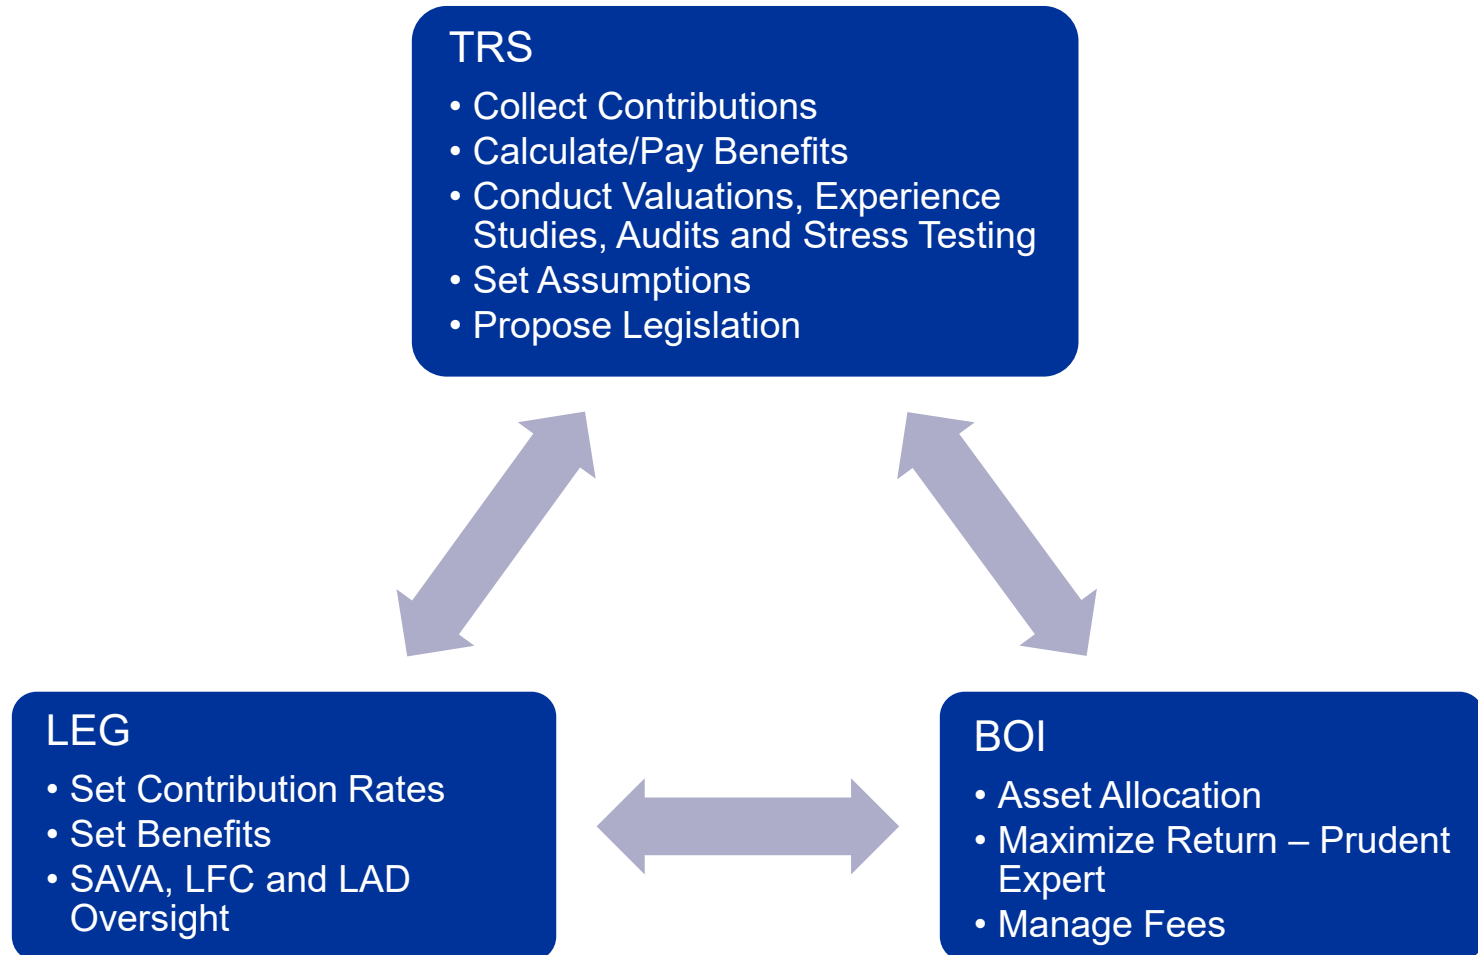 TRS
• Collect Contributions
• Calculate/Pay Benefits
• Conduct Valuations, Experience
Studies, Audits and Stress Testing
• Set Assumptions
• Propose Legislation
LEG
• Set Contribution Rates
• Set Benefits
• SAVA, LFC and LAD
Oversight
BOI
• Asset Allocation
• Maximize Return – Prudent
Expert
• Manage Fees